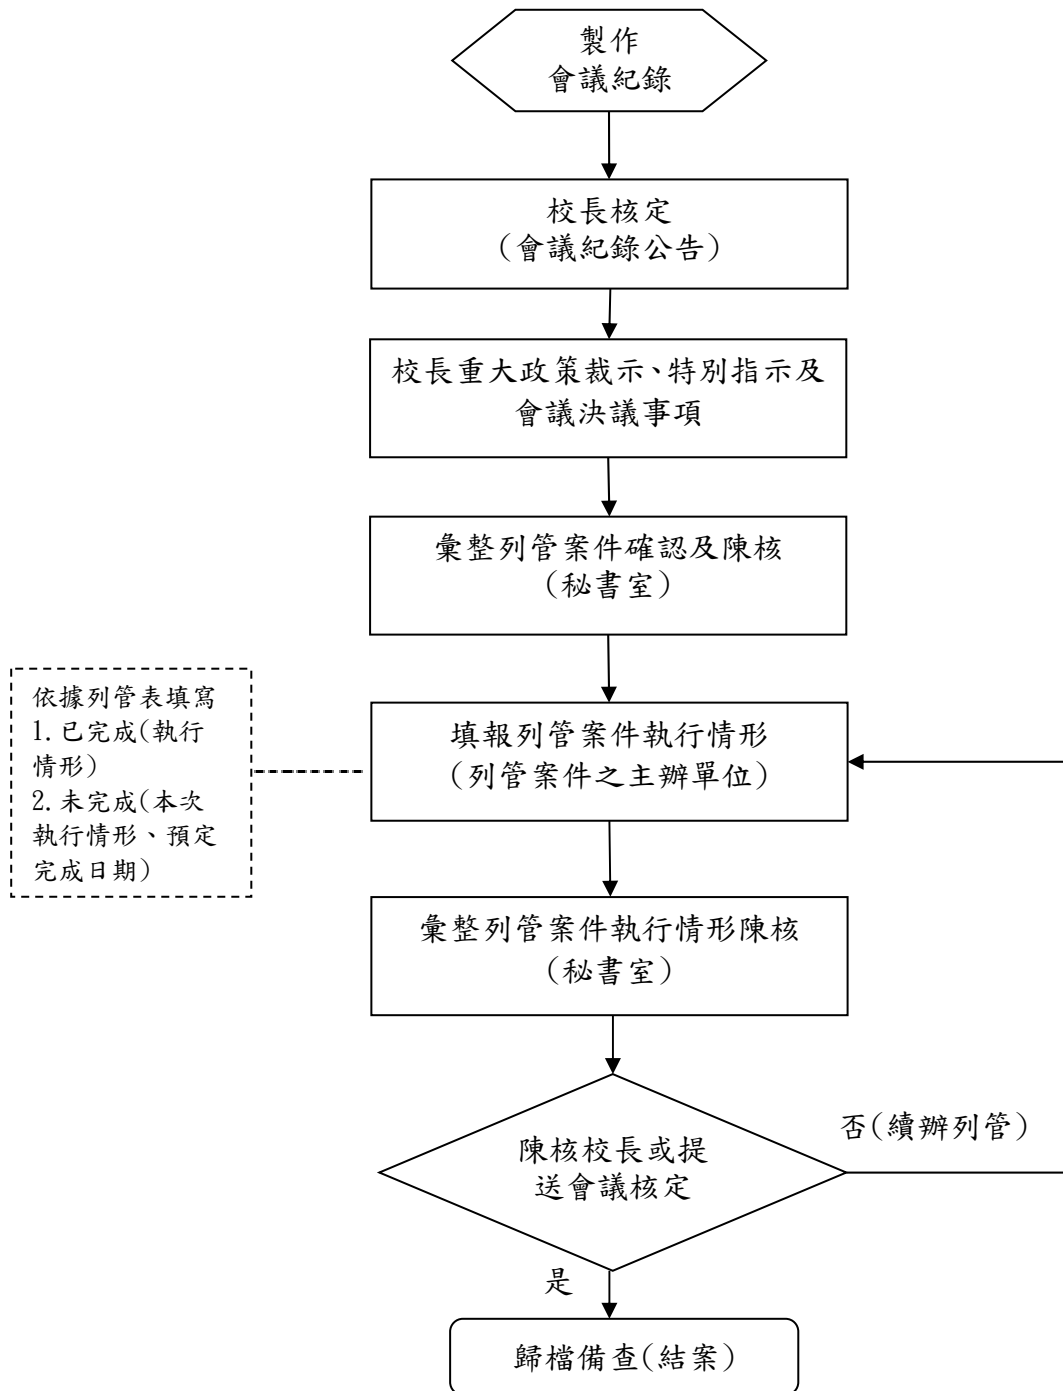 製作
會議紀錄
校長核定
(會議紀錄公告)
校長重大政策裁示、特別指示及
會議決議事項
彙整列管案件確認及陳核
(秘書室)
依據列管表填寫
1.已完成(執行
情形)
2.未完成(本次
執行情形、預定
完成日期)
填報列管案件執行情形
(列管案件之主辦單位)
彙整列管案件執行情形陳核
(秘書室)
陳核校長或提
送會議核定
否(續辦列管)
是
歸檔備查(結案)